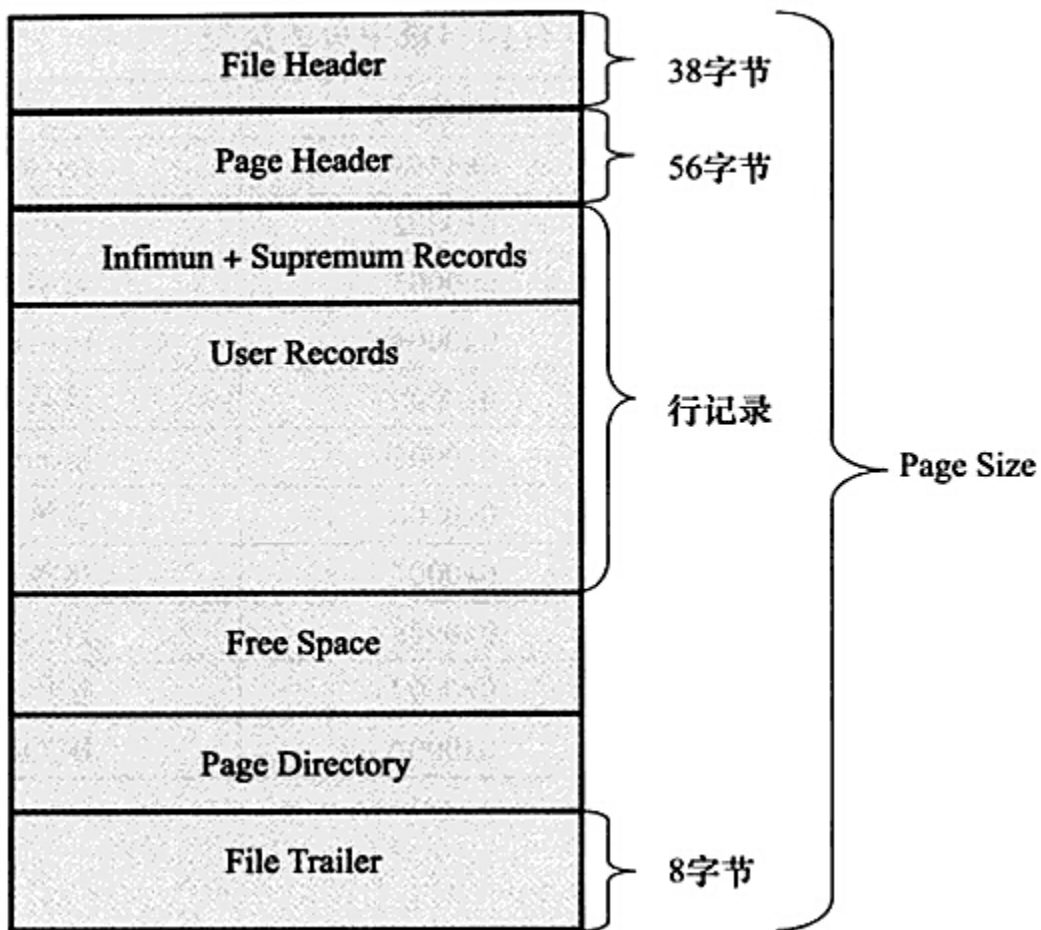 File Header
38字节
Page Header
56字节
Infimun + Supremum Records
User Records
行记录
Page Size
Free Space
Page Directory
File Trailer
8字节